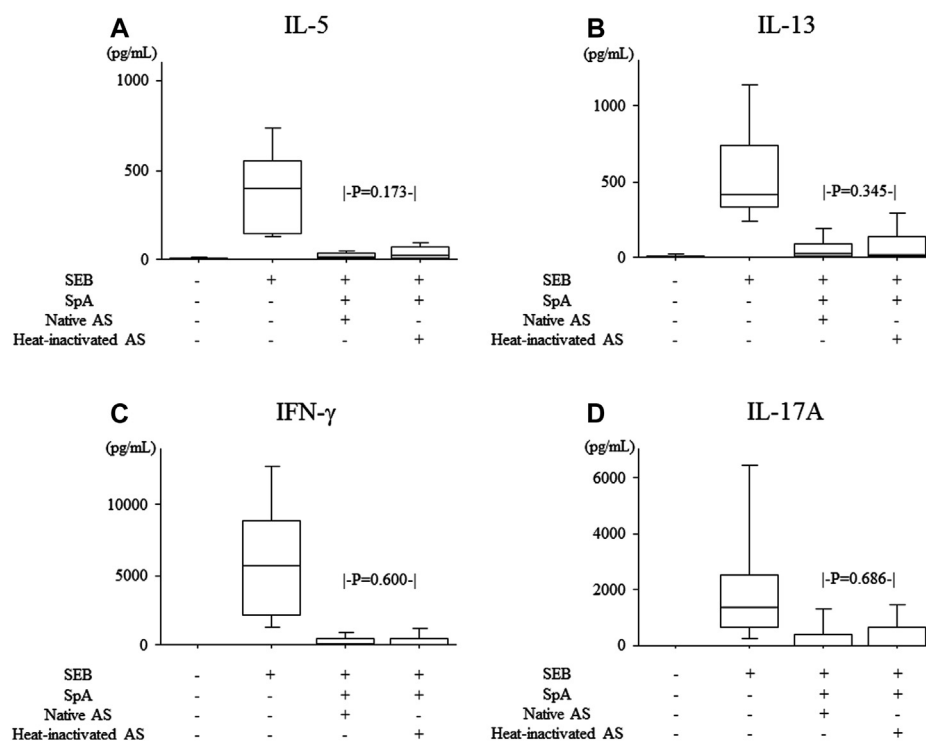 A IL-5
(pg/mL)
1000
500
0
|-P=0.173-|
SEB - + + +
SpA - - + +
Native AS - - + -
Heat-inactivated AS - - - +
B IL-13
(pg/mL)
1000
500
0
|-P=0.345-|
SEB - + + +
SpA - - + +
Native AS - - + -
Heat-inactivated AS - - - +
C IFN-γ
(pg/mL)
10000
5000
0
|-P=0.600-|
SEB - + + +
SpA - - + +
Native AS - - + -
Heat-inactivated AS - - - +
D IL-17A
(pg/mL)
6000
4000
2000
0
|-P=0.686-|
SEB - + + +
SpA - - + +
Native AS - - + -
Heat-inactivated AS - - - +